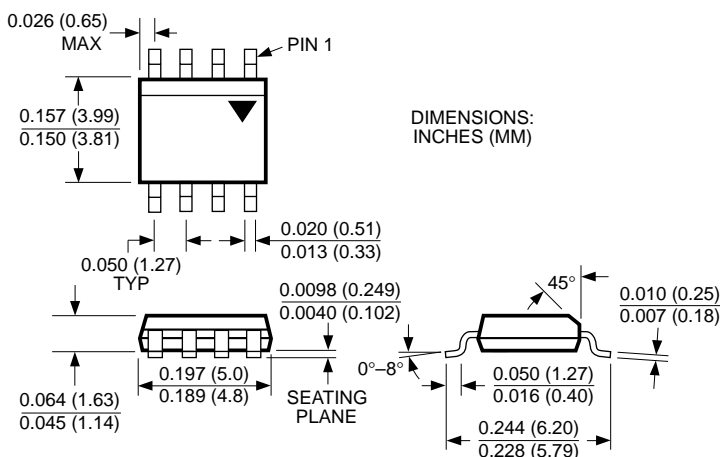 0.026 (0.65)
MAX
PIN 1
0.157 (3.99)
0.150 (3.81)
DIMENSIONS:
INCHES (MM)
0.020 (0.51)
0.013 (0.33)
0.050 (1.27)
TYP
0.0098 (0.249)
0.0040 (0.102)
45°
0.010 (0.25)
0.007 (0.18)
0°–8°
0.064 (1.63)
0.045 (1.14)
0.197 (5.0)
0.189 (4.8)
SEATING
PLANE
0.050 (1.27)
0.016 (0.40)
0.244 (6.20)
0.228 (5.79)